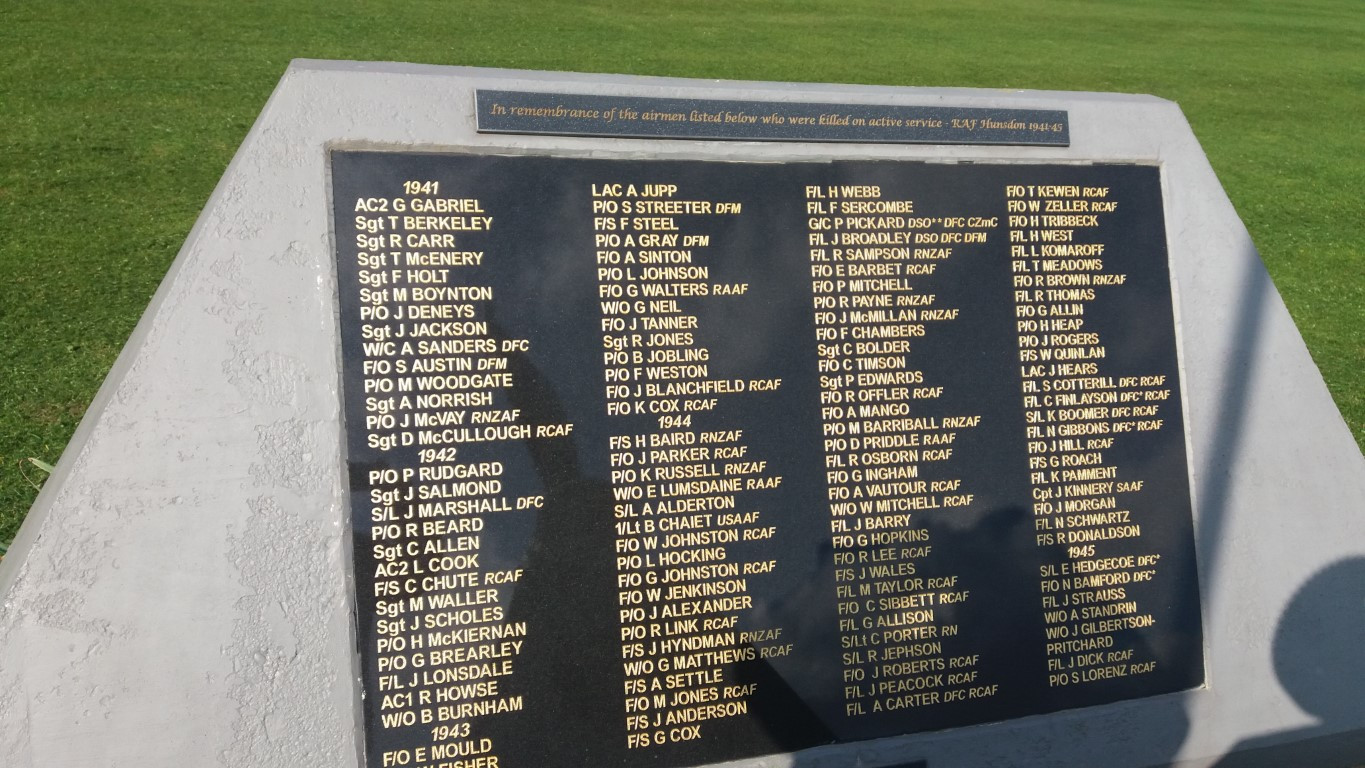 In remembrance of the airmen listed below who were killed on active service - RAF Hunsdon 1941-45
1941
AC2 G GABRIEL
Sgt T BERKELEY
Sgt R CARR
Sgt T McENERY
Sgt F HOLT
Sgt M BOYNTON
P/O J DENEYS
Sgt J JACKSON
W/C A SANDERS DFC
F/O S AUSTIN DFM
P/O M WOODGATE
Sgt A NORRISH
P/O J McVAY RNZAF
Sgt D McCULLOUGH RCAF
1942
P/O P RUDGARD
Sgt J SALMOND
S/L J MARSHALL DFC
P/O R BEARD
Sgt C ALLEN
AC2 L COOK
F/S C CHUTE RCAF
Sgt M WALLER
Sgt J SCHOLES
P/O H McKIERNAN
P/O G BREARLEY
F/L J LONSDALE
AC1 R HOWSE
W/O B BURNHAM
1943
F/O E MOULD
FISHER
LAC A JUPP
P/O S STREETER DFM
F/S F STEEL
P/O A GRAY DFM
F/O A SINTON
P/O L JOHNSON
F/O G WALTERS RAAF
W/O G NEIL
F/O J TANNER
Sgt R JONES
P/O B JOBLING
P/O F WESTON
F/O J BLANCHFIELD RCAF
F/O K COX RCAF
1944
F/S H BAIRD RNZAF
F/O J PARKER RCAF
P/O K RUSSELL RNZAF
W/O E LUMSDAINE RAAF
S/L A ALDERTON
1/Lt B CHAIET USAAF
F/O W JOHNSTON RCAF
P/O L HOCKING
F/O G JOHNSTON RCAF
F/O W JENKINSON
P/O J ALEXANDER
P/O R LINK RCAF
F/S J HYNDMAN RNZAF
W/O G MATTHEWS RCAF
F/S A SETTLE
F/O M JONES RCAF
F/S J ANDERSON
F/S G COX
F/L H WEBB
F/L F SERCOMBE
G/C P PICKARD DSO** DFC CZmC
F/L J BROADLEY DSO DFC DFM
F/L R SAMPSON RNZAF
F/O E BARBET RCAF
F/O P MITCHELL
P/O R PAYNE RNZAF
F/O J McMILLAN RNZAF
F/O F CHAMBERS
Sgt C BOLDER
F/O C TIMSON
Sgt P EDWARDS
F/O R OFFLER RCAF
F/O A MANGO
P/O M BARRIBALL RNZAF
P/O D PRIDDLE RAAF
F/L R OSBORN RCAF
F/O G INGHAM
F/O A VAUTOUR RCAF
W/O W MITCHELL RCAF
F/L J BARRY
F/O G HOPKINS
F/O R LEE RCAF
F/S J WALES
F/L M TAYLOR RCAF
F/O C SIBBETT RCAF
F/L G ALLISON
S/Lt C PORTER RN
S/L R JEPHSON
F/O J ROBERTS RCAF
F/L J PEACOCK RCAF
F/L A CARTER DFC RCAF
F/O T KEWEN RCAF
F/O W ZELLER RCAF
F/O H TRIBBECK
F/L H WEST
F/L L KOMAROFF
F/L T MEADOWS
F/O R BROWN RNZAF
F/L R THOMAS
F/O G ALLIN
P/O H HEAP
P/O J ROGERS
F/S W QUINLAN
LAC J HEARS
F/L S COTTERILL DFC RCAF
F/L C FINLAYSON DFC* RCAF
S/L K BOOMER DFC RCAF
F/L N GIBBONS DFC* RCAF
F/O J HILL RCAF
F/S G ROACH
F/L K PAMMENT
Cpt J KINNERY SAAF
F/O J MORGAN
F/L N SCHWARTZ
F/S R DONALDSON
1945
S/L E HEDGECOE DFC*
F/O N BAMFORD DFC*
F/L J STRAUSS
W/O A STANDRIN
W/O J GILBERTSON-
PRITCHARD
F/L J DICK RCAF
P/O S LORENZ RCAF